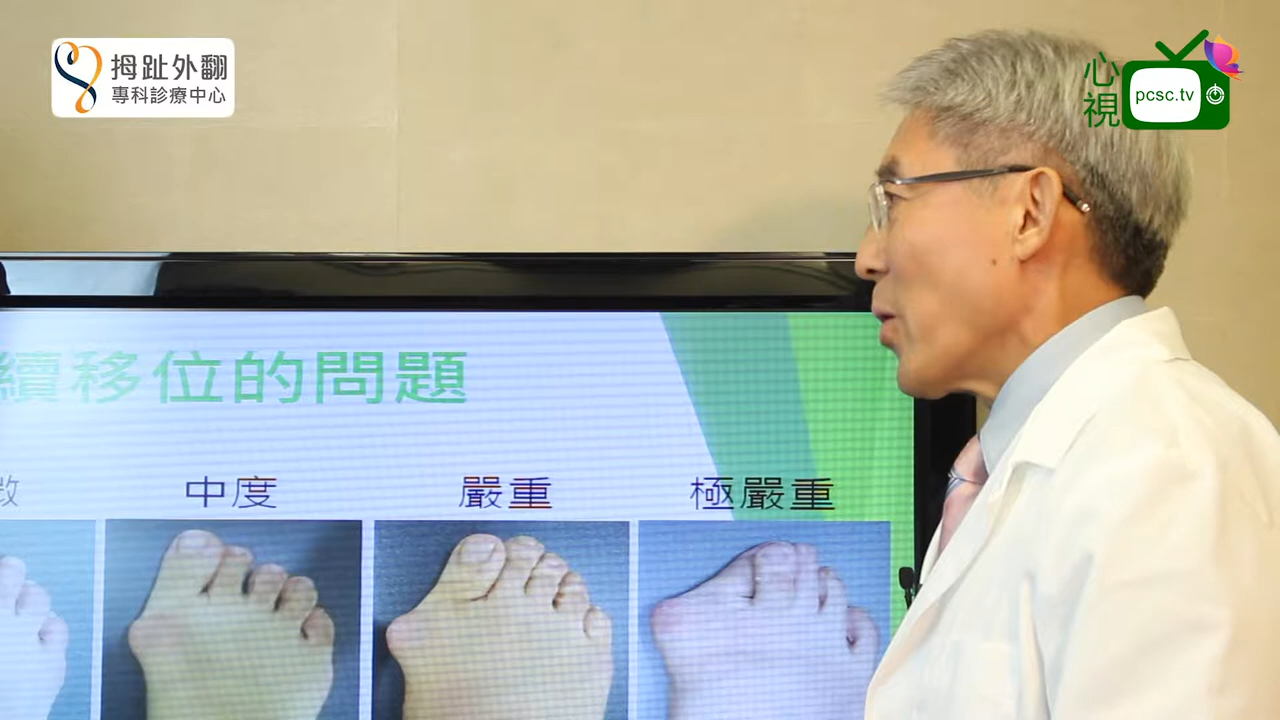 拇趾外翻
專科診療中心
心視
pcsc.tv
續移位的問題
中度
嚴重
極嚴重